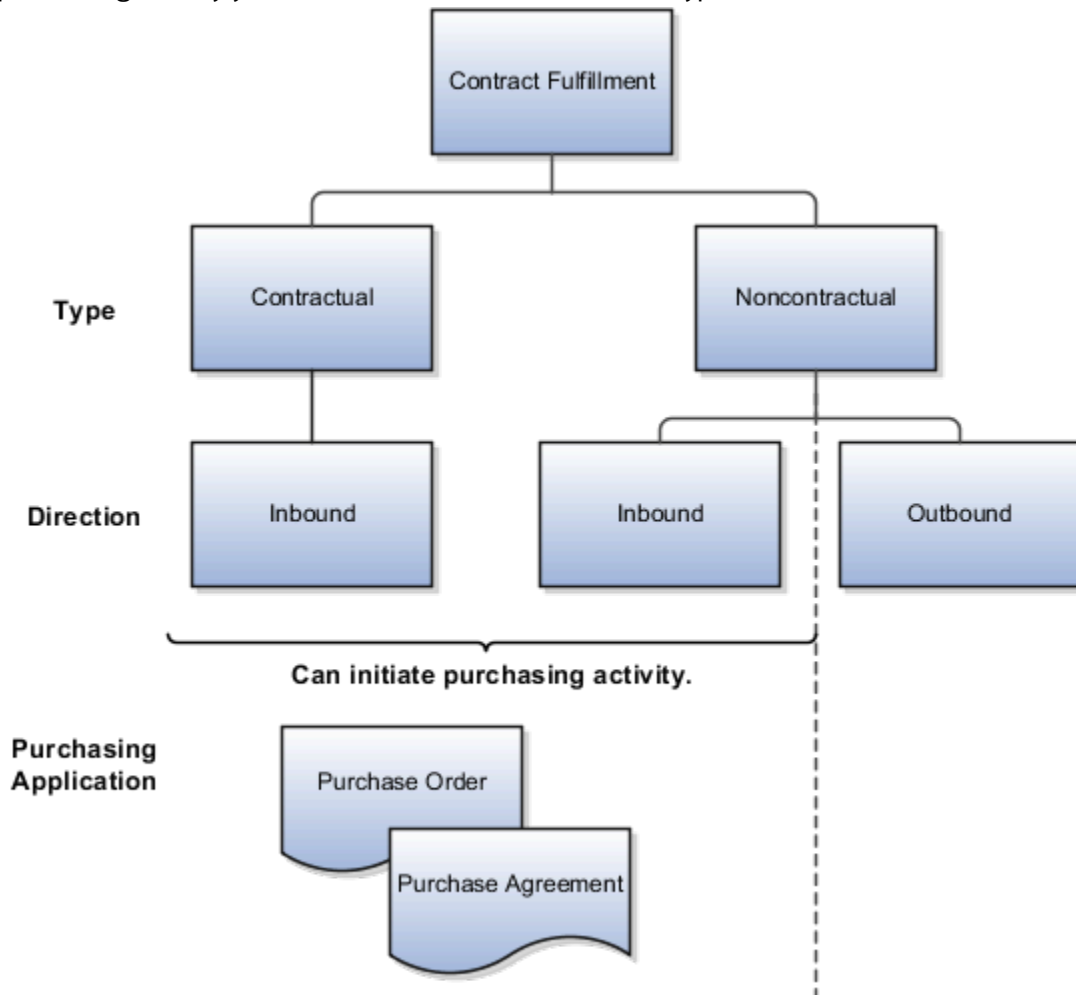 Contract Fulfillment
Type
Contractual
Noncontractual
Direction
Inbound
Inbound
Outbound
Can initiate purchasing activity.
Purchasing
Application
Purchase Order
Purchase Agreement